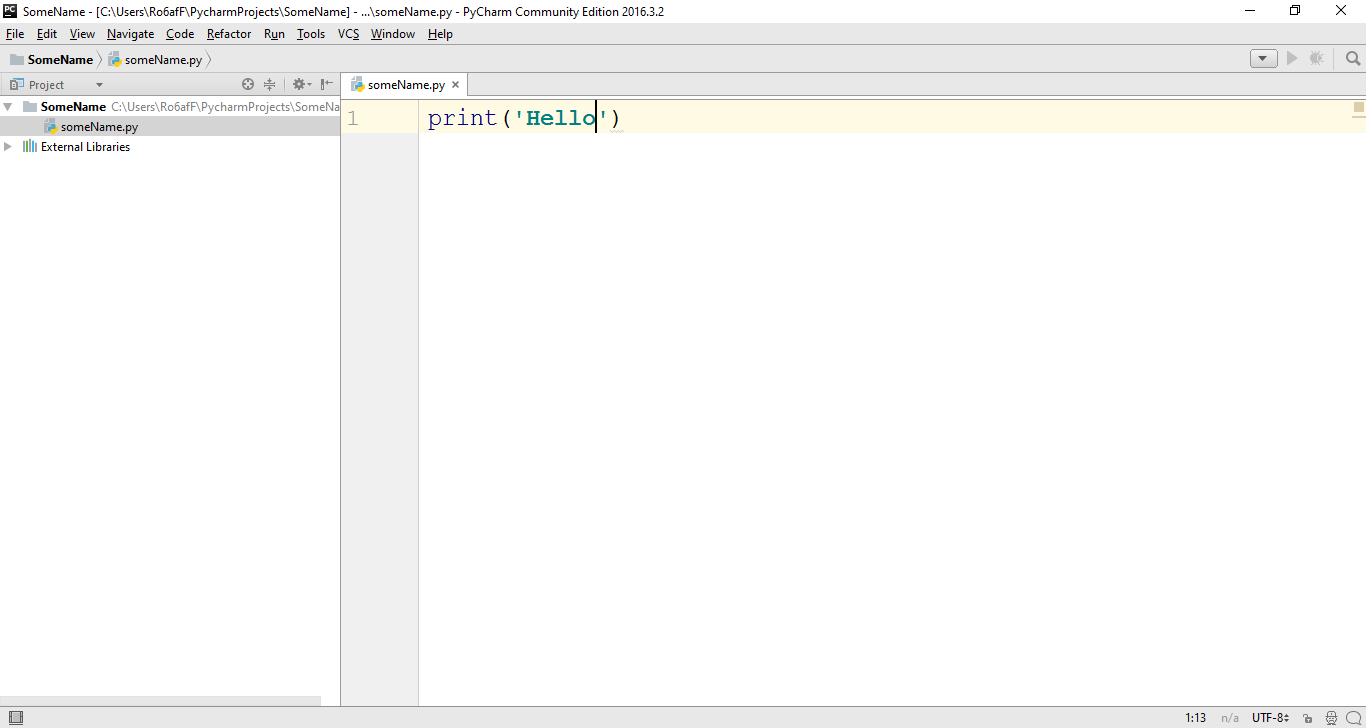 SomeName - [C:\Users\Ro6afF\PycharmProjects\SomeName] - ...\someName.py - PyCharm Community Edition 2016.3.2
File Edit View Navigate Code Refactor Run Tools VCS Window Help
SomeName someName.py
Project someName.py
SomeName C:\Users\Ro6afF\PycharmProjects\SomeNa
1 print('Hello')
someName.py
External Libraries
1:13 n/a UTF-8